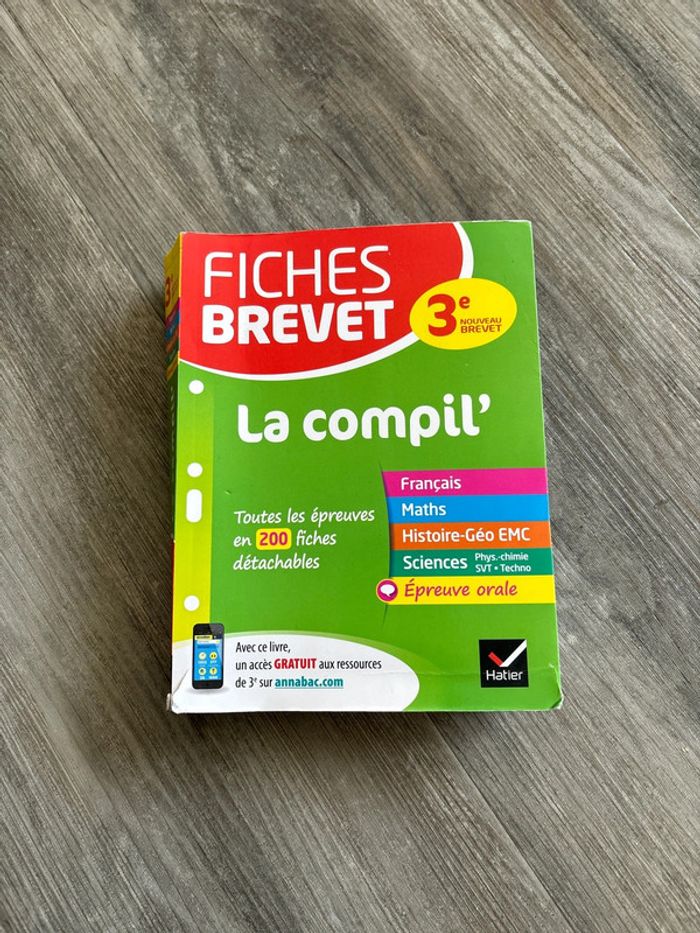 FICHES
BREVET
3e
NOUVEAU
BREVET
La compil'
Toutes les épreuves
en 200 fiches
détachables
Français
Maths
Histoire-Géo EMC
Sciences Phys.-chimie
SVT • Techno
Épreuve orale
Avec ce livre,
un accès GRATUIT aux ressources
de 3e sur annabac.com
Hatier
3e